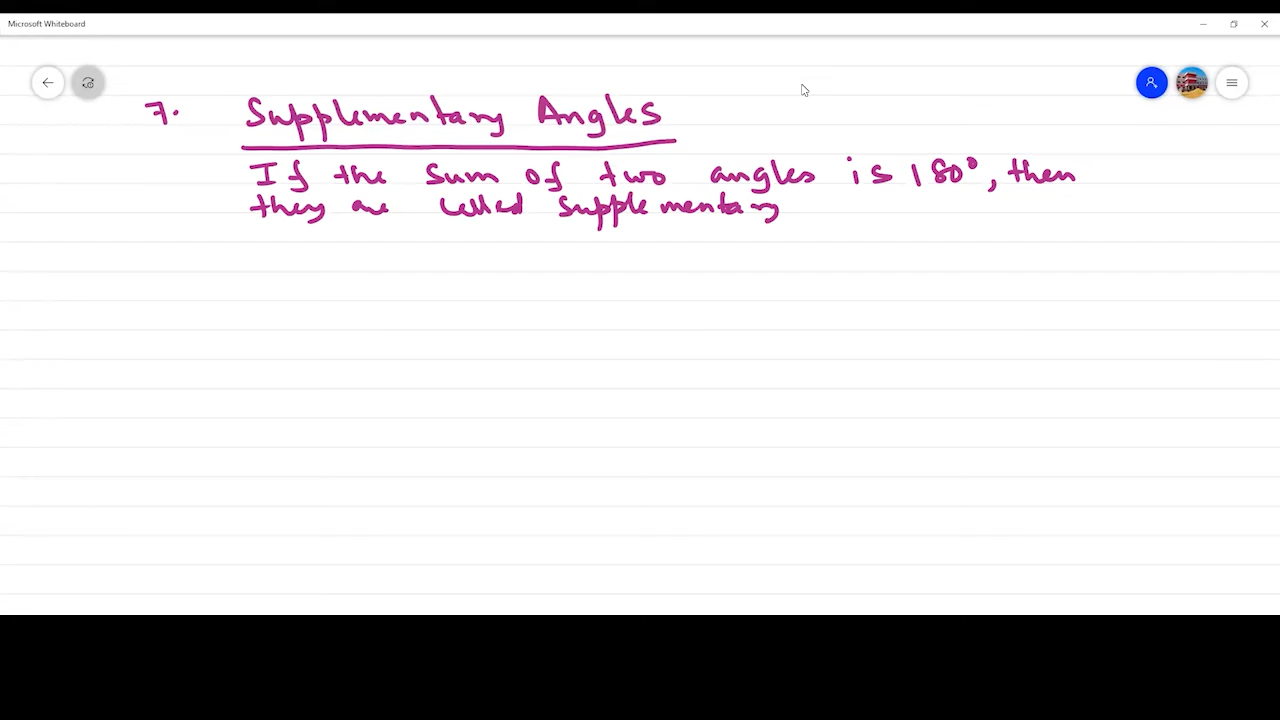 Microsoft Whiteboard
7. Supplementary Angles
If the sum of two angles is 180°, then
they are called supplementary